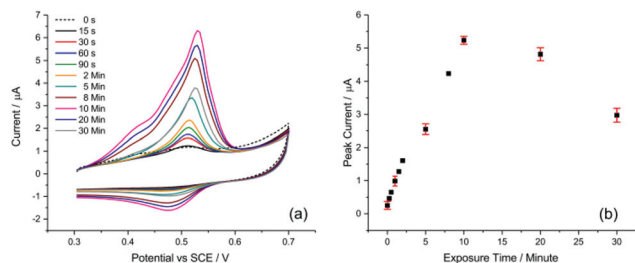 0 s
15 s
30 s
60 s
90 s
2 Min
5 Min
8 Min
10 Min
20 Min
30 Min
7
6
5
4
3
2
1
0
-1
-2
Current / μA
(a)
0.3 0.4 0.5 0.6 0.7
Potential vs SCE / V
6
5
4
3
2
1
0
Peak Current / μA
(b)
0 5 10 15 20 25 30
Exposure Time / Minute